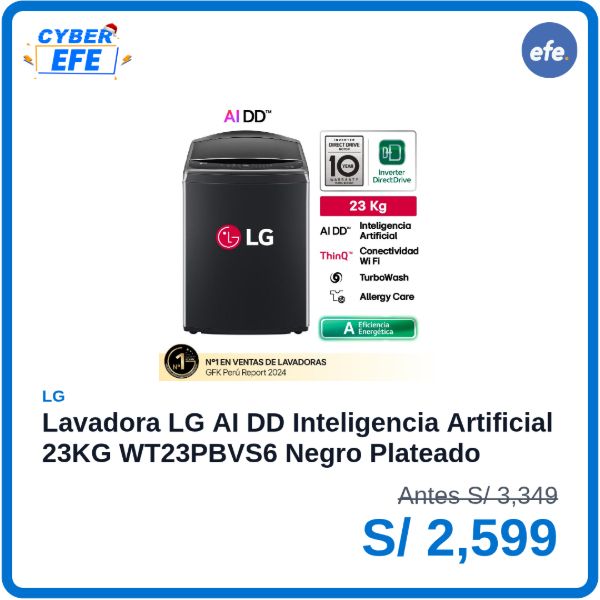 CYBER
EFE
efe.
AI DD™
INVERTER
DIRECT DRIVE
MOTOR
10
YEAR
WARRANTY
Inverter
DirectDrive
23 Kg
AI DD™ Inteligencia
Artificial
ThinQ™ Conectividad
Wi Fi
TurboWash
Allergy Care
LG
A Eficiencia
Energética
Nº1
Nº1 EN VENTAS DE LAVADORAS
GFK Perú Report 2024
LG
Lavadora LG AI DD Inteligencia Artificial
23KG WT23PBVS6 Negro Plateado
Antes S/ 3,349
S/ 2,599